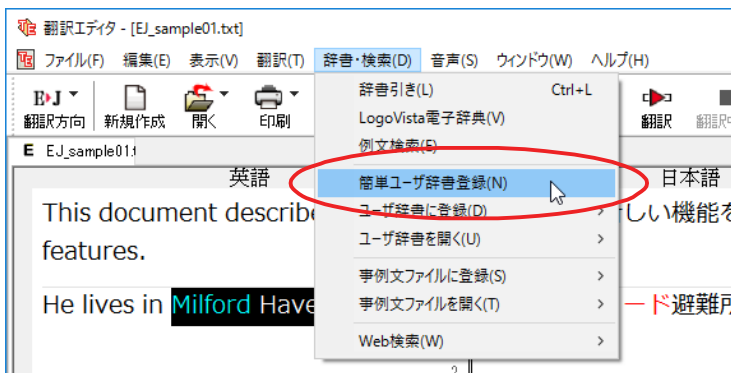 翻訳エディタ - [EJ_sample01.txt]
ファイル(F) 編集(E) 表示(V) 翻訳(T) 辞書・検索(D) 音声(S) ウィンドウ(W) ヘルプ(H)
E▸J
翻訳方向 新規作成 開く 印刷 翻訳
辞書引き(L) Ctrl+L
LogoVista電子辞典(V)
例文検索(E)
簡単ユーザ辞書登録(N)
ユーザ辞書に登録(D)
ユーザ辞書を開く(U)
事例文ファイルに登録(S)
事例文ファイルを開く(T)
Web検索(W)
E EJ_sample01.t
英語 日本語
This document describe しい機能を
features.
He lives in Milford Have ード避難所
2